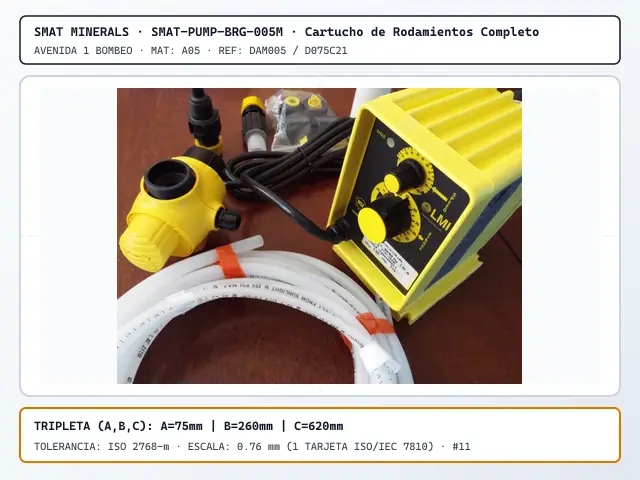 SMAT MINERALS · SMAT-PUMP-BRG-005M · Cartucho de Rodamientos Completo
AVENIDA 1 BOMBEO · MAT: A05 · REF: DAM005 / D075C21
LMI
TRIPLETA (A,B,C): A=75mm | B=260mm | C=620mm
TOLERANCIA: ISO 2768-m · ESCALA: 0.76 mm (1 TARJETA ISO/IEC 7810) · #11